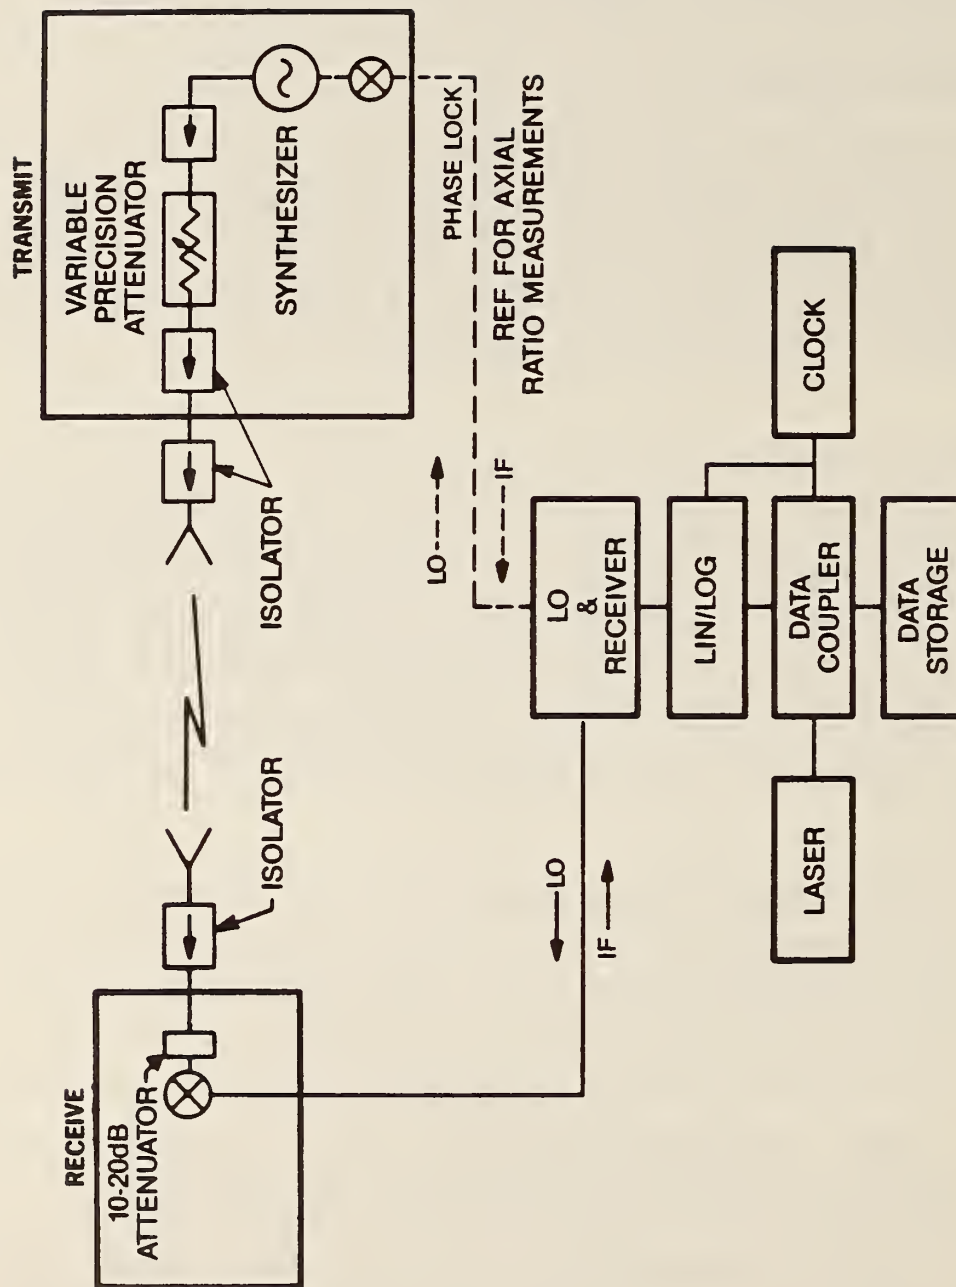 TRANSMIT
VARIABLE
PRECISION
ATTENUATOR
SYNTHESIZER
ISOLATOR
PHASE LOCK
REF FOR AXIAL
RATIO MEASUREMENTS
RECEIVE
10-20dB
ATTENUATOR
ISOLATOR
LO
IF
LO
IF
LO
&
RECEIVER
LIN/LOG
DATA
COUPLER
DATA
STORAGE
CLOCK
LASER